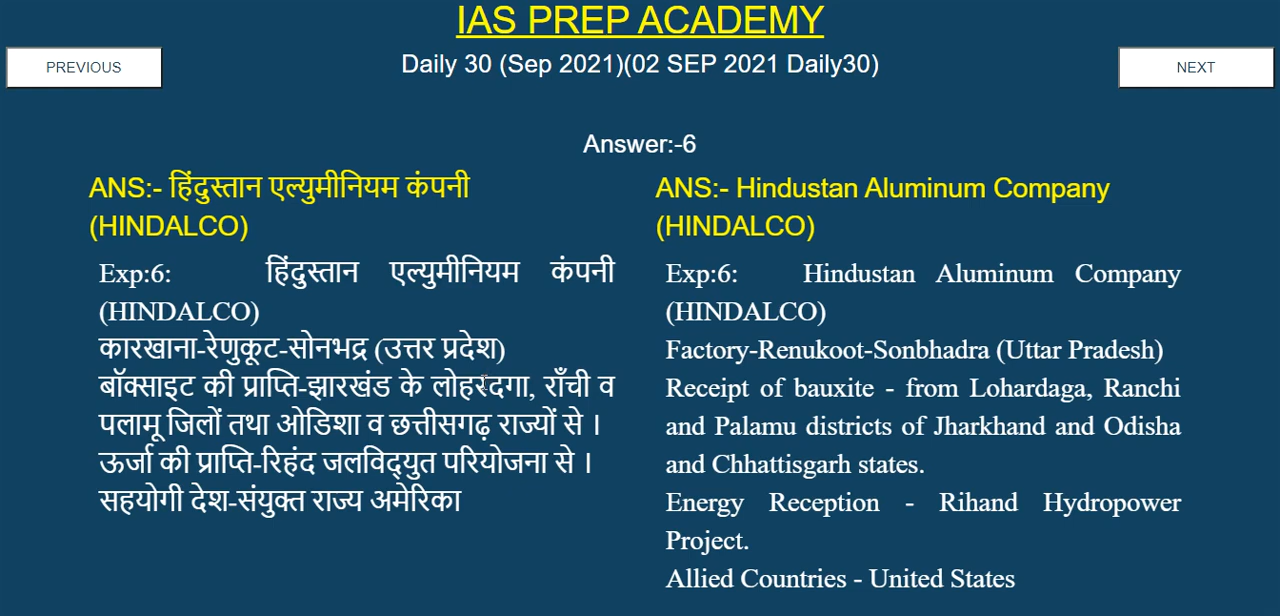 IAS PREP ACADEMY
PREVIOUS
Daily 30 (Sep 2021)(02 SEP 2021 Daily30)
NEXT
Answer:-6
ANS:- हिंदुस्तान एल्युमीनियम कंपनी
(HINDALCO)
Exp:6: हिंदुस्तान एल्युमीनियम कंपनी
(HINDALCO)
कारखाना-रेणुकूट-सोनभद्र (उत्तर प्रदेश)
बॉक्साइट की प्राप्ति-झारखंड के लोहरदगा, राँची व
पलामू जिलों तथा ओडिशा व छत्तीसगढ़ राज्यों से ।
ऊर्जा की प्राप्ति-रिहंद जलविद्युत परियोजना से ।
सहयोगी देश-संयुक्त राज्य अमेरिका
ANS:- Hindustan Aluminum Company
(HINDALCO)
Exp:6: Hindustan Aluminum Company
(HINDALCO)
Factory-Renukoot-Sonbhadra (Uttar Pradesh)
Receipt of bauxite - from Lohardaga, Ranchi
and Palamu districts of Jharkhand and Odisha
and Chhattisgarh states.
Energy Reception - Rihand Hydropower
Project.
Allied Countries - United States